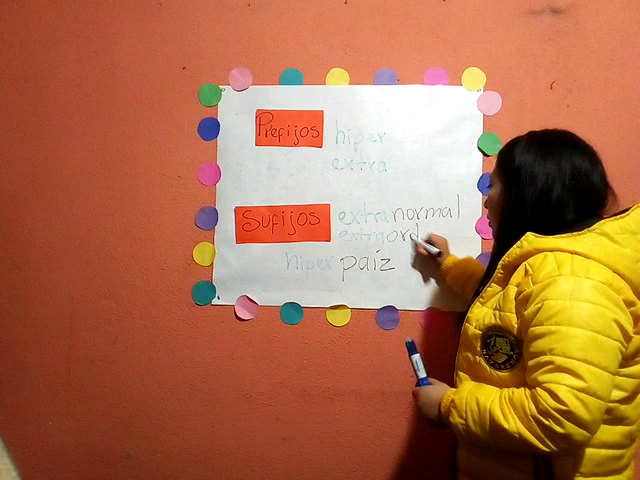 Prefijos hiper
extra
Sufijos extranormal
extraord
hiper paiz